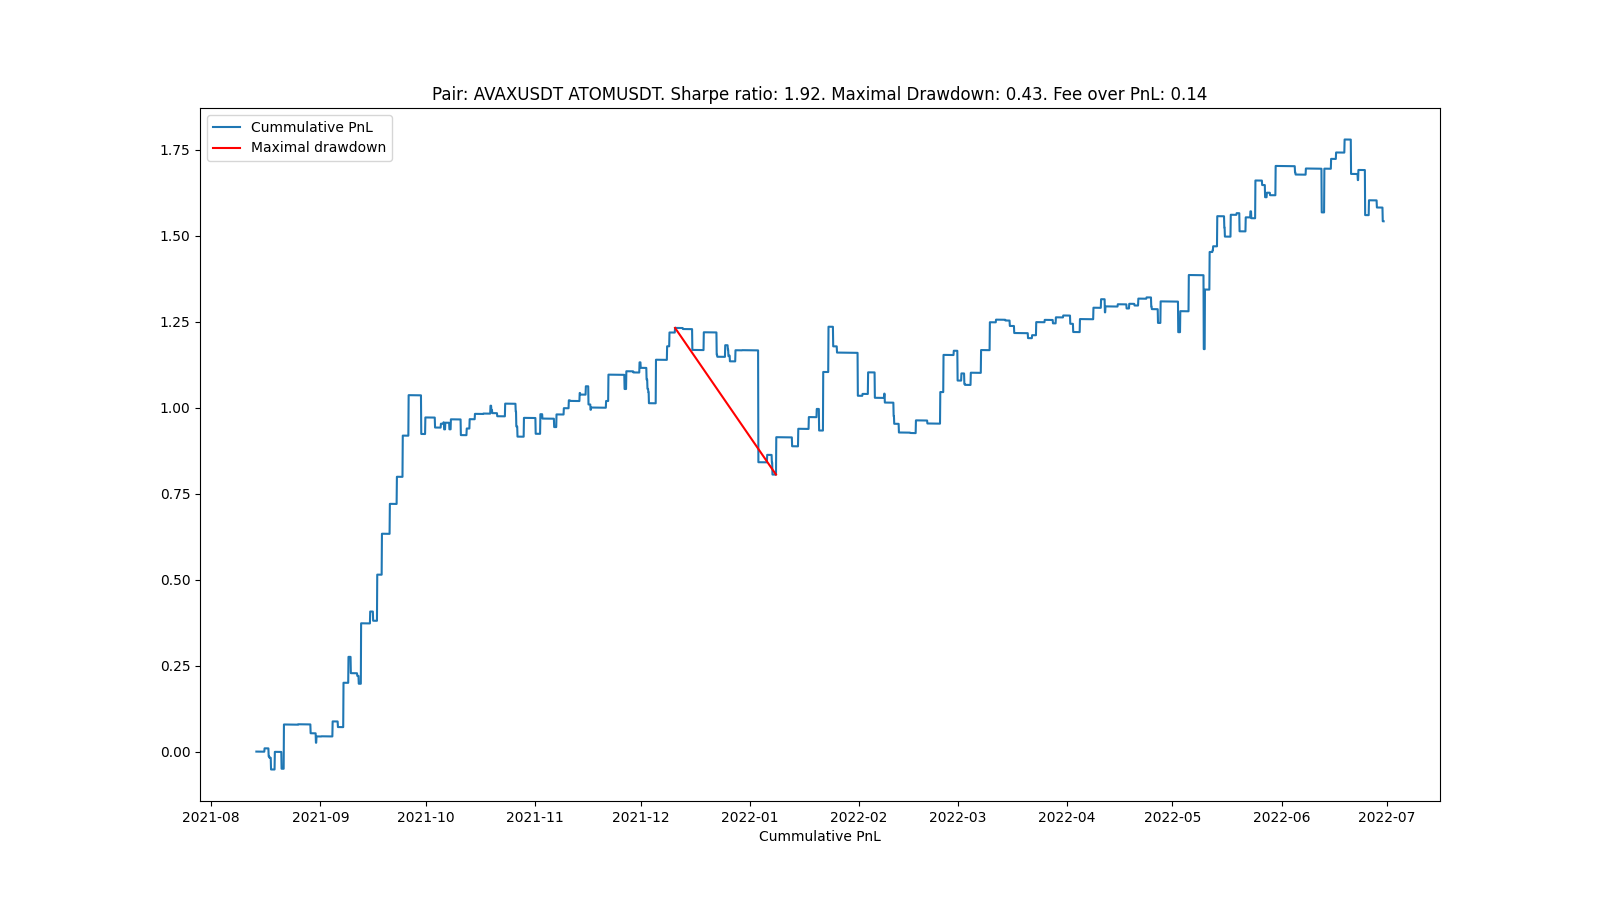 Pair: AVAXUSDT ATOMUSDT. Sharpe ratio: 1.92. Maximal Drawdown: 0.43. Fee over PnL: 0.14
Cummulative PnL
Maximal drawdown
1.75
1.50
1.25
1.00
0.75
0.50
0.25
0.00
2021-08 2021-09 2021-10 2021-11 2021-12 2022-01 2022-02 2022-03 2022-04 2022-05 2022-06 2022-07
Cummulative PnL